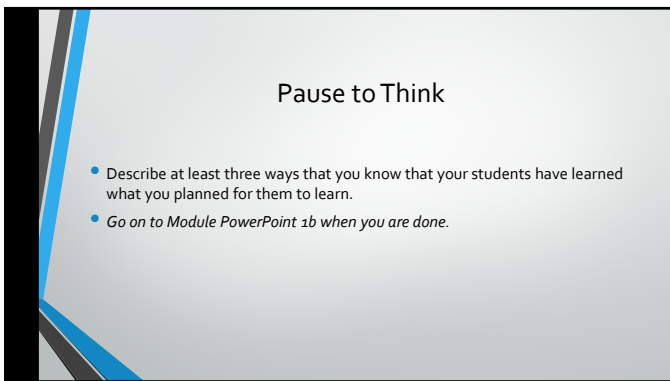 Pause to Think
• Describe at least three ways that you know that your students have learned
what you planned for them to learn.
• Go on to Module PowerPoint 1b when you are done.